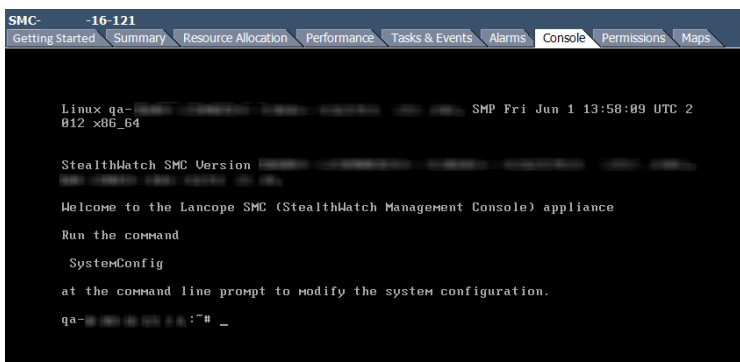 SMC- -16-121
Getting Started Summary Resource Allocation Performance Tasks & Events Alarms Console Permissions Maps
Linux qa- SMP Fri Jun 1 13:58:09 UTC 2
012 x86_64
StealthWatch SMC Version
Welcome to the Lancope SMC (StealthWatch Management Console) appliance
Run the command
SystemConfig
at the command line prompt to modify the system configuration.
qa- :~# _